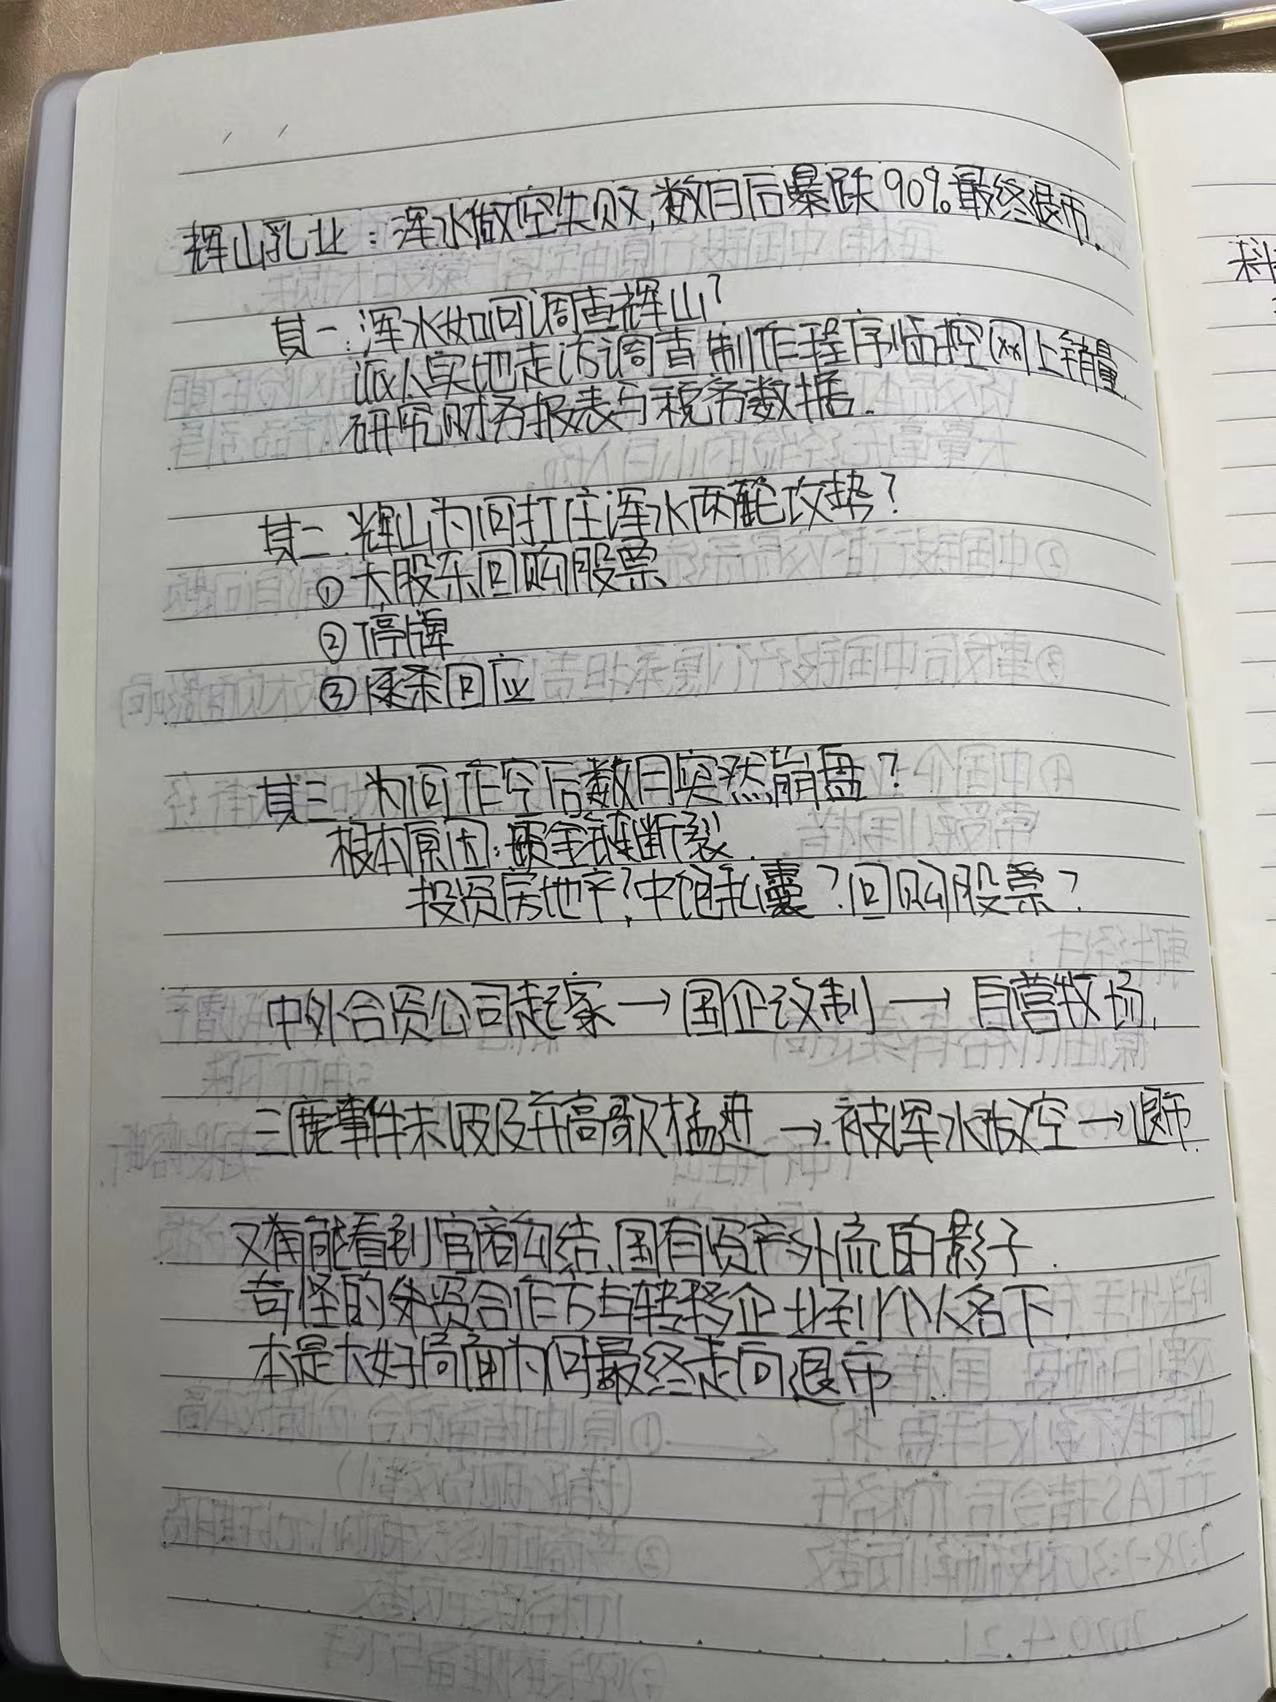 辉山乳业：浑水做空失败，数月后暴跌90%最终退市。
其一：浑水如何调查辉山？
派人实地走访调查 制作程序监控网上销量
研究财务报表与税务数据.
其二.辉山为何扛住浑水两轮攻势？
① 大股东回购股票
② 停牌
③ 逐条回应
其三.为何作空后数月突然崩盘？
根本原因：资金链断裂.
投资房地产？中饱私囊？回购股票？
中外合资公司起家→国企改制→自营牧场.
三鹿事件未波及并高歌猛进→被浑水做空→退市.
又有能看到官商勾结、国有资产外流的影子.
奇怪的外资合作方与转移企业到个人名下
本是大好局面为何最终走向退市
科